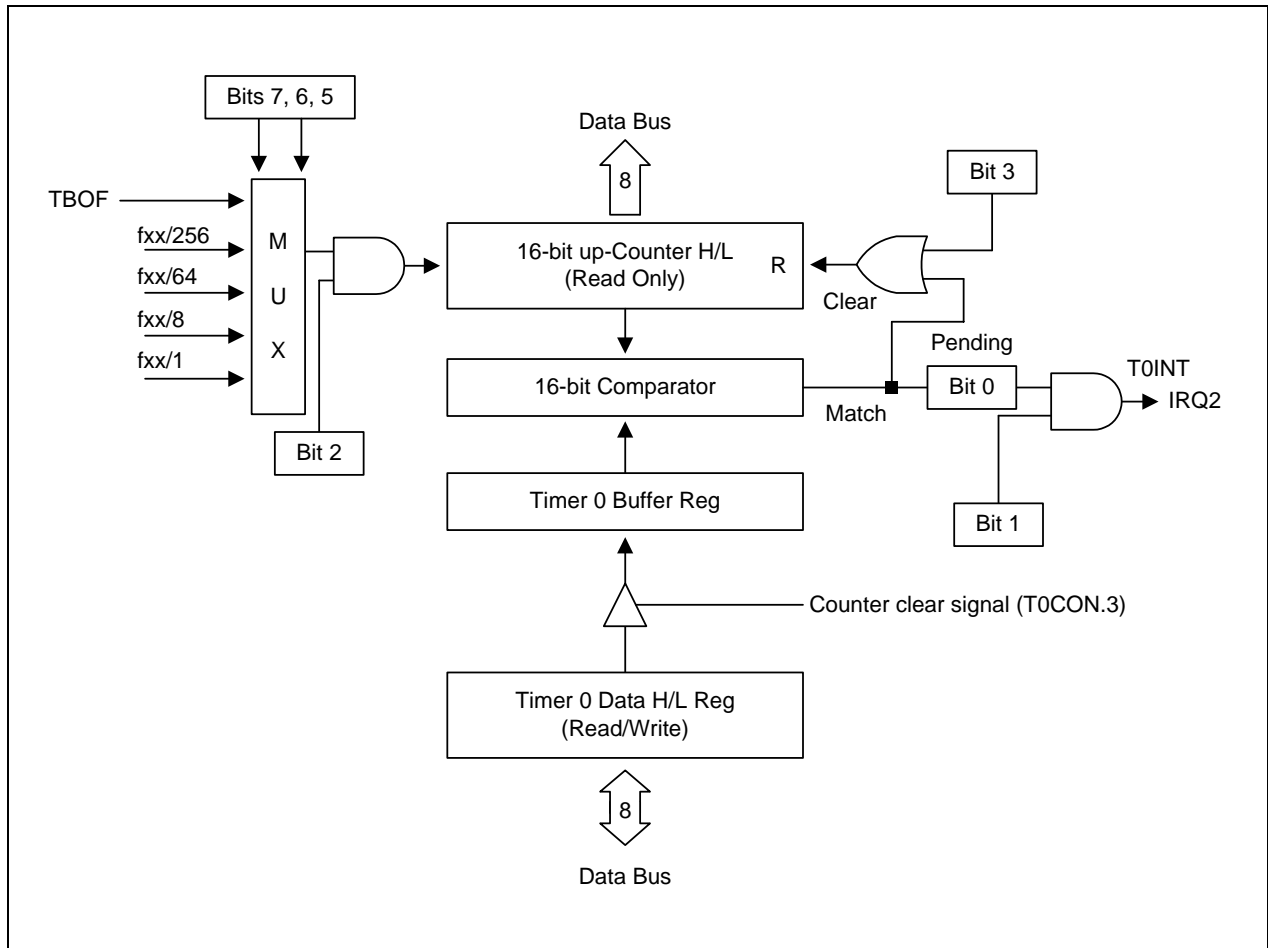 Bits 7, 6, 5
Data Bus
8
Bit 3
TBOF
fxx/256
fxx/64
fxx/8
fxx/1
M
U
X
16-bit up-Counter H/L
(Read Only)
R
Clear
Pending
16-bit Comparator
Match
Bit 0
T0INT
IRQ2
Bit 2
Timer 0 Buffer Reg
Bit 1
Counter clear signal (T0CON.3)
Timer 0 Data H/L Reg
(Read/Write)
8
Data Bus